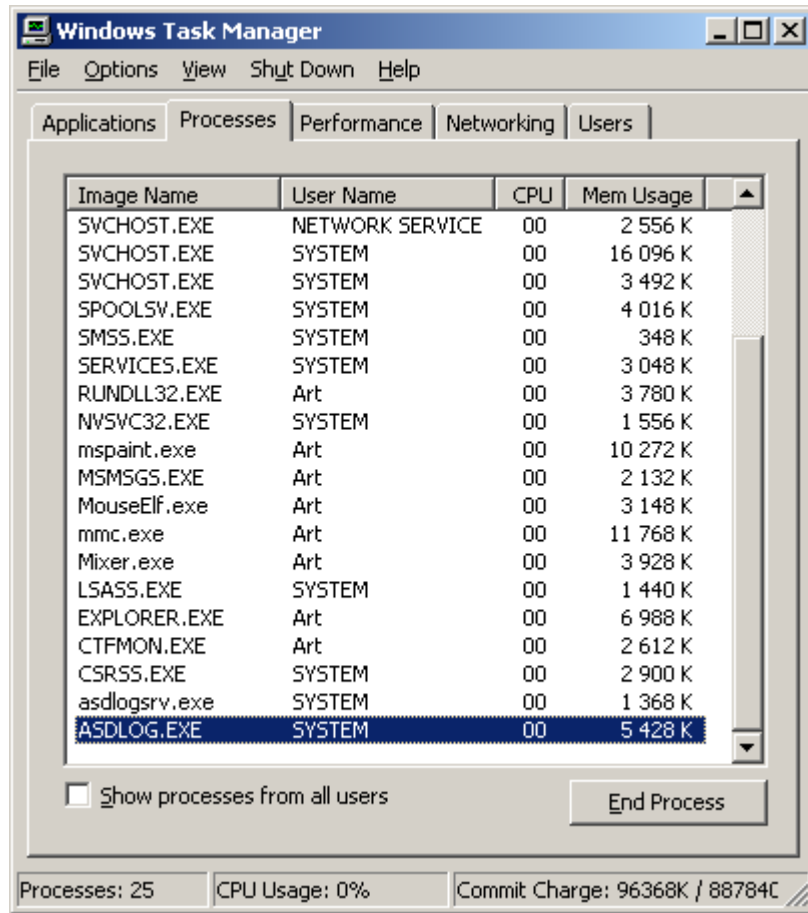 Windows Task Manager
File Options View Shut Down Help
Applications Processes Performance Networking Users
Image Name User Name CPU Mem Usage
SVCHOST.EXE NETWORK SERVICE 00 2 556 K
SVCHOST.EXE SYSTEM 00 16 096 K
SVCHOST.EXE SYSTEM 00 3 492 K
SPOOLSV.EXE SYSTEM 00 4 016 K
SMSS.EXE SYSTEM 00 348 K
SERVICES.EXE SYSTEM 00 3 048 K
RUNDLL32.EXE Art 00 3 780 K
NVSVC32.EXE SYSTEM 00 1 556 K
mspaint.exe Art 00 10 272 K
MSMSGS.EXE Art 00 2 132 K
MouseElf.exe Art 00 3 148 K
mmc.exe Art 00 11 768 K
Mixer.exe Art 00 3 928 K
LSASS.EXE SYSTEM 00 1 440 K
EXPLORER.EXE Art 00 6 988 K
CTFMON.EXE Art 00 2 612 K
CSRSS.EXE SYSTEM 00 2 900 K
asdlogsrv.exe SYSTEM 00 1 368 K
ASDLOG.EXE SYSTEM 00 5 428 K
Show processes from all users
End Process
Processes: 25 CPU Usage: 0% Commit Charge: 96368K /